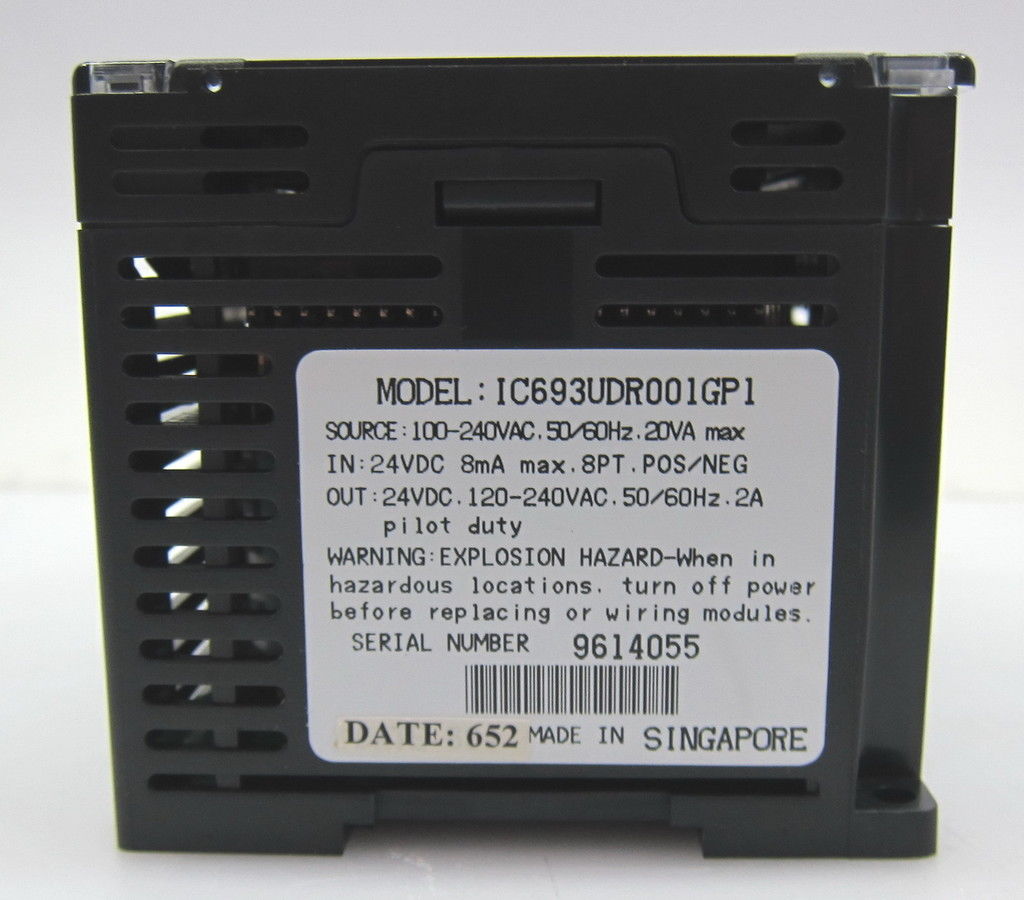 MODEL:IC693UDR001GP1
SOURCE:100-240VAC.50/60Hz.20VA max
IN:24VDC 8mA max.8PT.POS/NEG
OUT:24VDC.120-240VAC.50/60Hz.2A
pilot duty
WARNING:EXPLOSION HAZARD-When in
hazardous locations. turn off power
before replacing or wiring modules.
SERIAL NUMBER 9614055
DATE: 652 MADE IN SINGAPORE